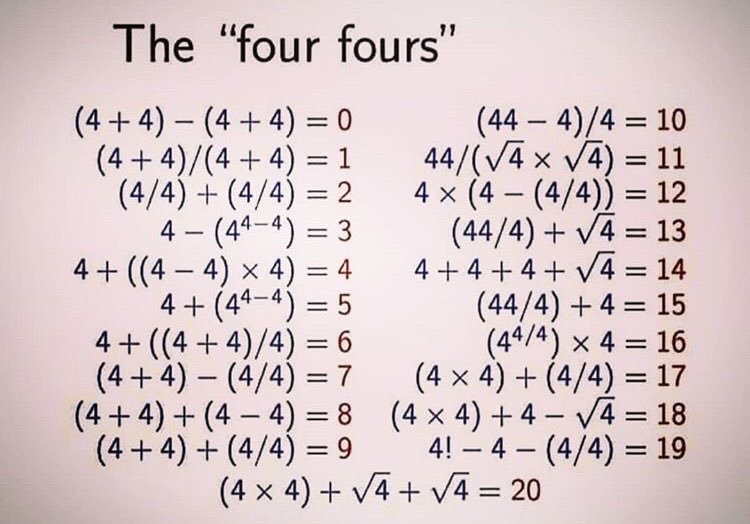 The “four fours”
(4 + 4) − (4 + 4) = 0
(4 + 4)/(4 + 4) = 1
(4/4) + (4/4) = 2
4 − (4⁴⁻⁴) = 3
4 + ((4 − 4) × 4) = 4
4 + (4⁴⁻⁴) = 5
4 + ((4 + 4)/4) = 6
(4 + 4) − (4/4) = 7
(4 + 4) + (4 − 4) = 8
(4 + 4) + (4/4) = 9
(44 − 4)/4 = 10
44/(√4 × √4) = 11
4 × (4 − (4/4)) = 12
(44/4) + √4 = 13
4 + 4 + 4 + √4 = 14
(44/4) + 4 = 15
(4^(4/4)) × 4 = 16
(4 × 4) + (4/4) = 17
(4 × 4) + 4 − √4 = 18
4! − 4 − (4/4) = 19
(4 × 4) + √4 + √4 = 20